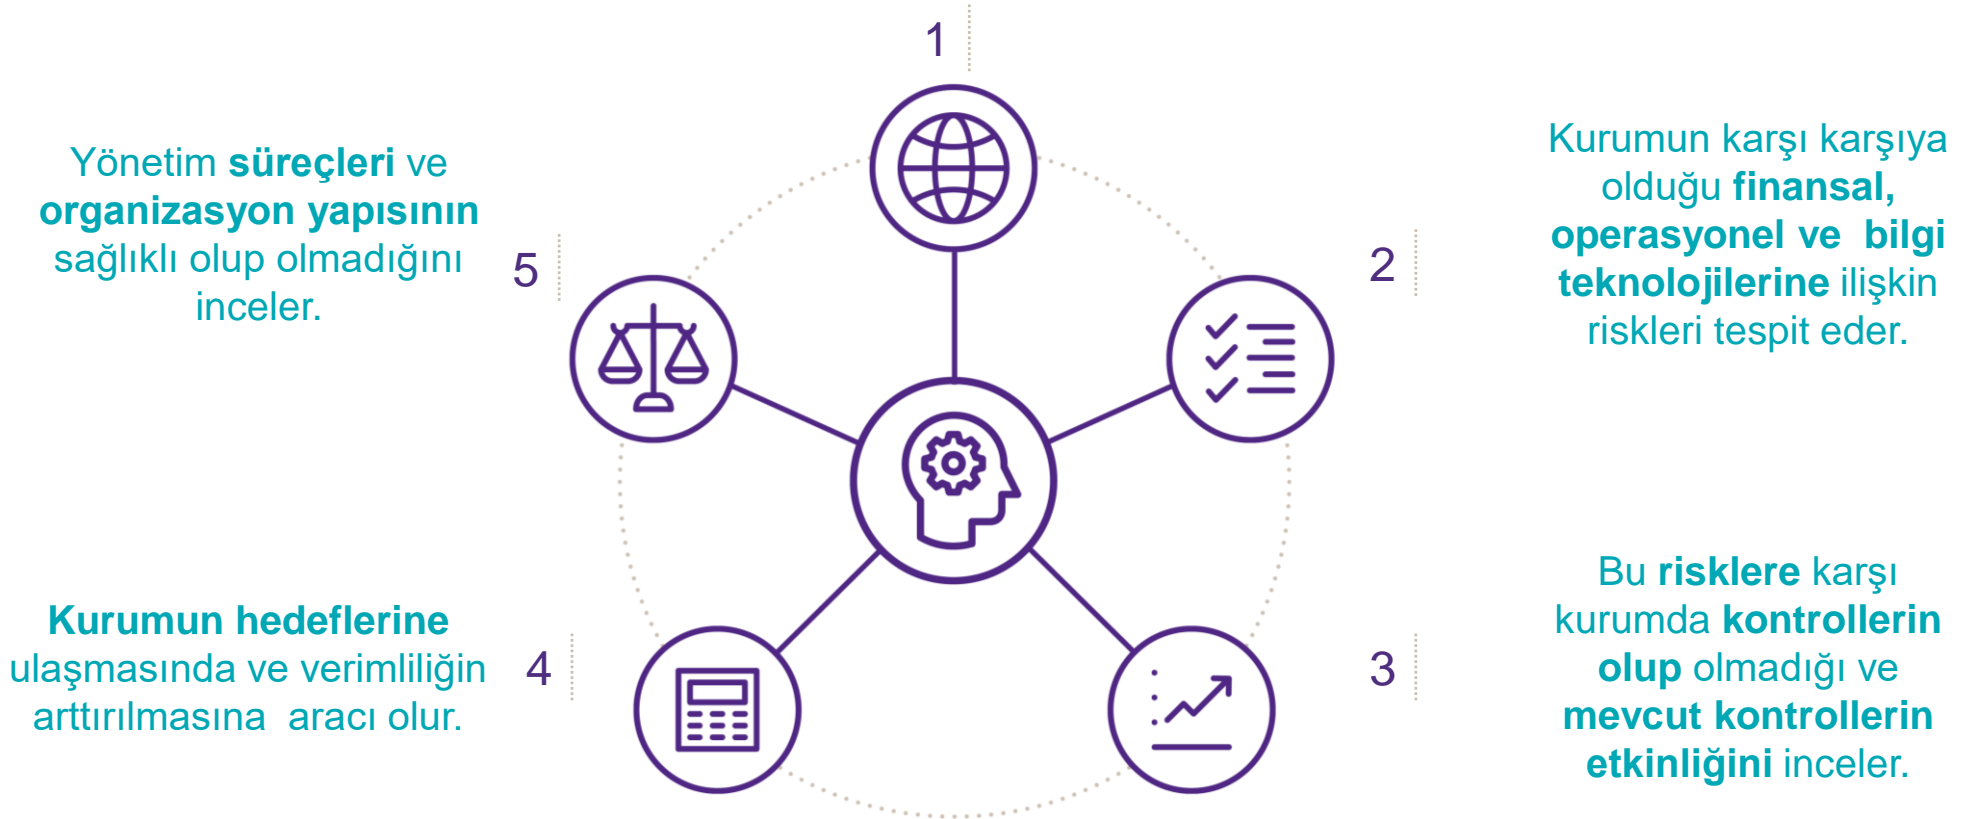 1
2
Kurumun karşı karşıya
olduğu finansal,
operasyonel ve  bilgi
teknolojilerine ilişkin
riskleri tespit eder.
3
Bu risklere karşı
kurumda kontrollerin
olup olmadığı ve
mevcut kontrollerin
etkinliğini inceler.
4
Kurumun hedeflerine
ulaşmasında ve verimliliğin
arttırılmasına  aracı olur.
5
Yönetim süreçleri ve
organizasyon yapısının
sağlıklı olup olmadığını
inceler.